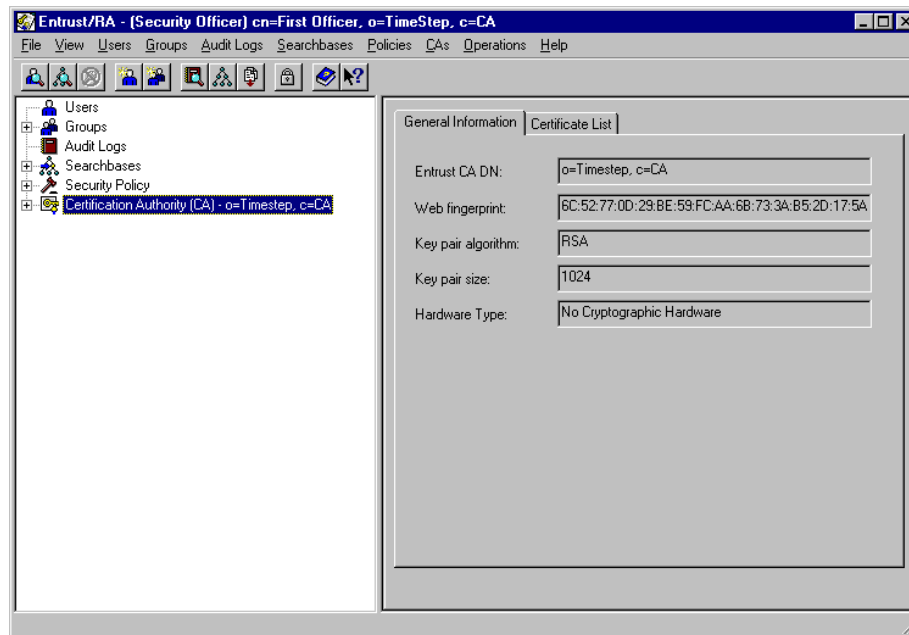 Entrust/RA - (Security Officer) cn=First Officer, o=TimeStep, c=CA
File View Users Groups Audit Logs Searchbases Policies CAs Operations Help
Users
Groups
Audit Logs
Searchbases
Security Policy
Certification Authority (CA) - o=Timestep, c=CA
General Information
Certificate List
Entrust CA DN: o=Timestep, c=CA
Web fingerprint: 6C:52:77:0D:29:BE:59:FC:AA:6B:73:3A:B5:2D:17:5A
Key pair algorithm: RSA
Key pair size: 1024
Hardware Type: No Cryptographic Hardware